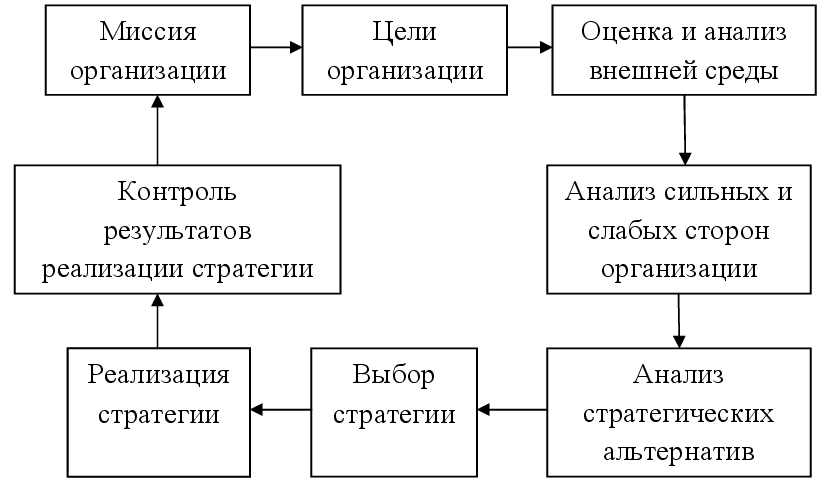 Миссия
организации
Цели
организации
Оценка и анализ
внешней среды
Анализ сильных и
слабых сторон
организации
Анализ
стратегических
альтернатив
Выбор
стратегии
Реализация
стратегии
Контроль
результатов
реализации стратегии